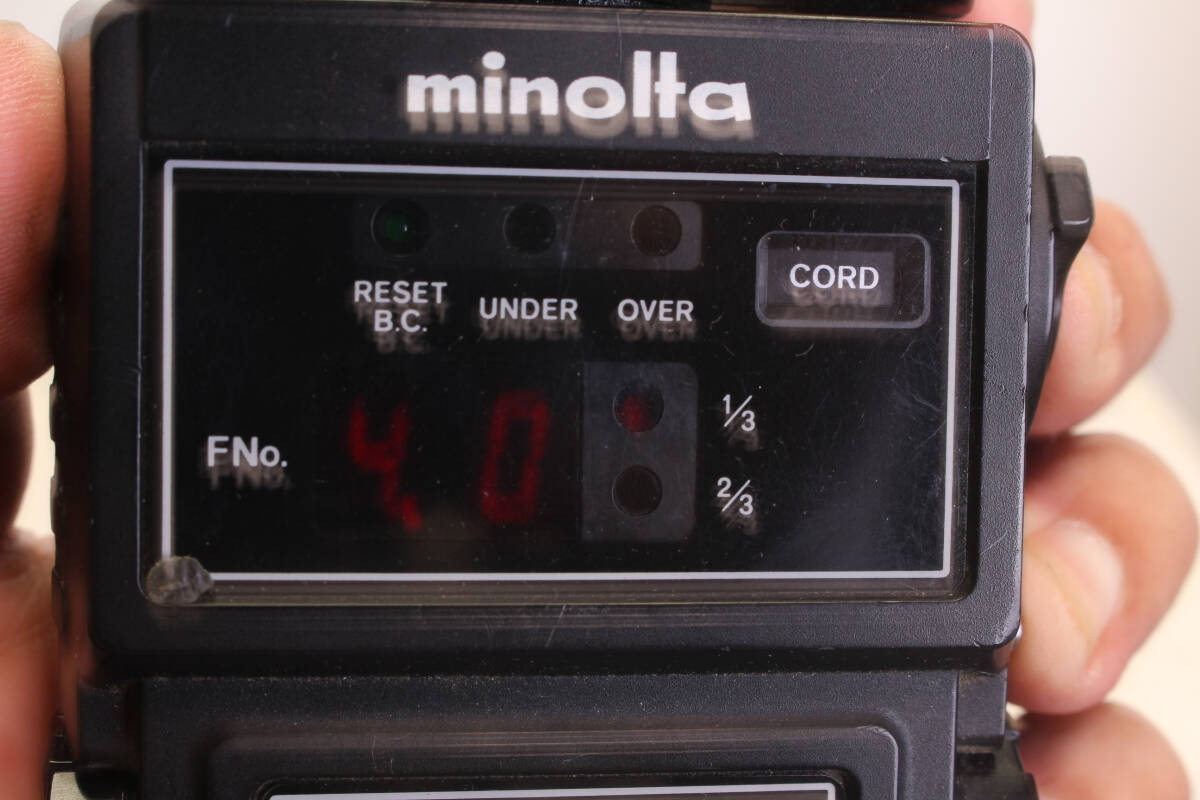 minolta
RESET
B.C.
UNDER
OVER
CORD
FNo.
4.0
1/3
2/3